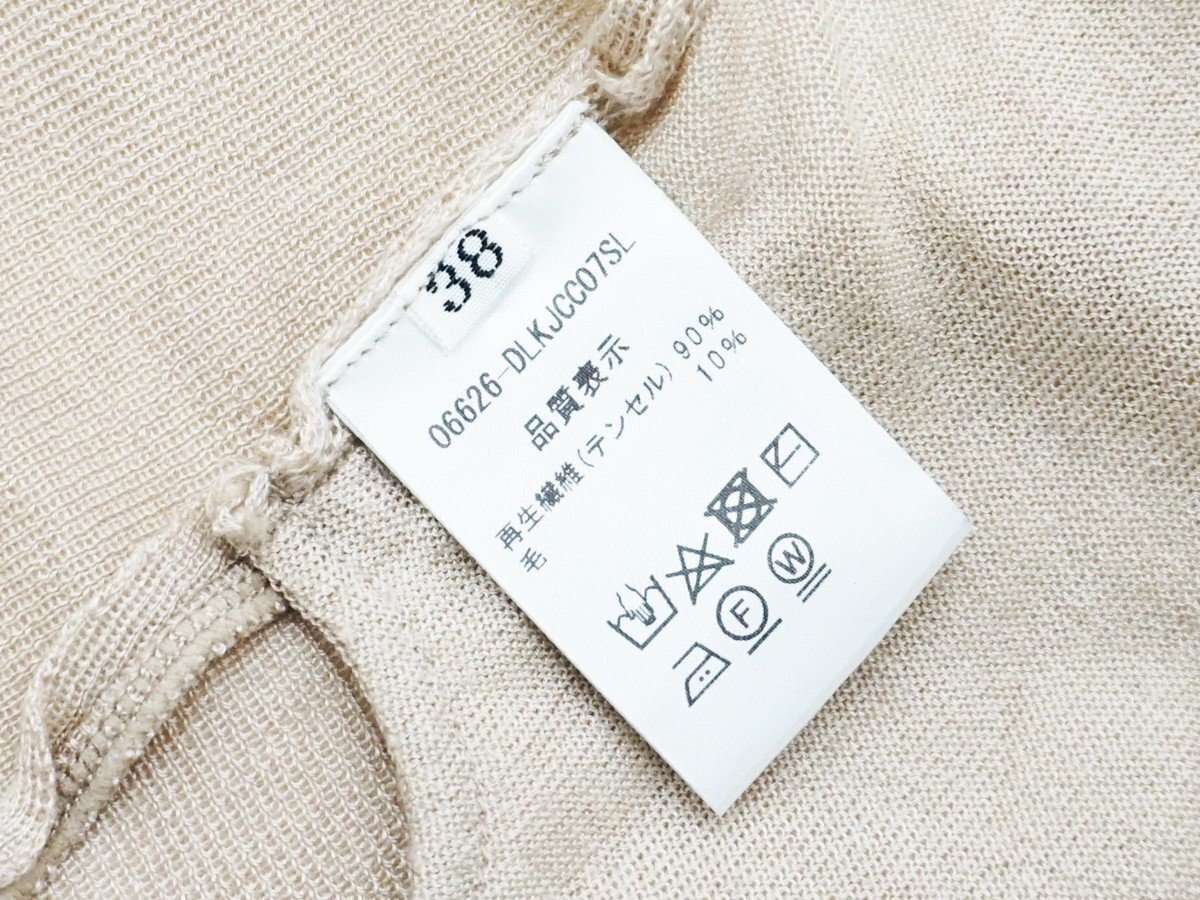 38
06626-DLKJCC07SL
品質表示
再生繊維(テンセル) 90%
毛 10%
F
W